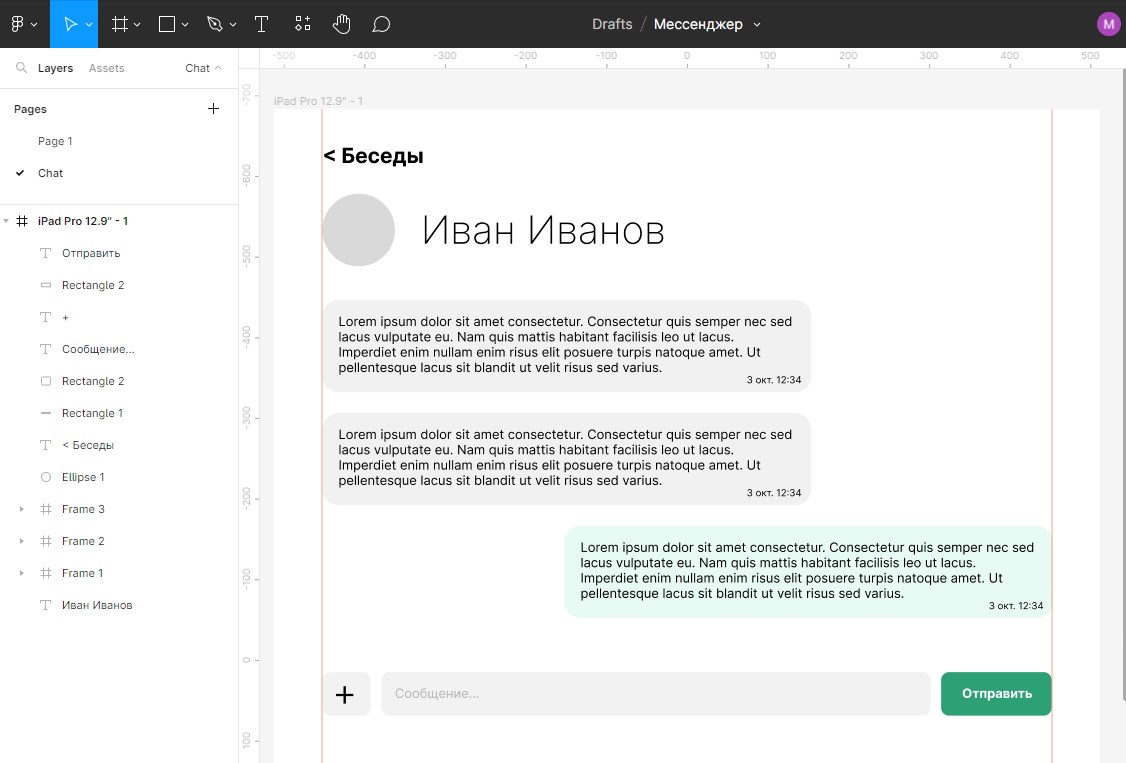 Drafts / Мессенджер
M
Layers Assets Chat
Pages
Page 1
Chat
iPad Pro 12.9" - 1
Отправить
Rectangle 2
+
Сообщение...
Rectangle 2
Rectangle 1
< Беседы
Ellipse 1
Frame 3
Frame 2
Frame 1
Иван Иванов
-500 -400 -300 -200 -100 0 100 200 300 400 500
-700
-600
-500
-400
-300
-200
-100
0
100
iPad Pro 12.9" - 1
< Беседы
Иван Иванов
Lorem ipsum dolor sit amet consectetur. Consectetur quis semper nec sed
lacus vulputate eu. Nam quis mattis habitant facilisis leo ut lacus.
Imperdiet enim nullam enim risus elit posuere turpis natoque amet. Ut
pellentesque lacus sit blandit ut velit risus sed varius.
3 окт. 12:34
Lorem ipsum dolor sit amet consectetur. Consectetur quis semper nec sed
lacus vulputate eu. Nam quis mattis habitant facilisis leo ut lacus.
Imperdiet enim nullam enim risus elit posuere turpis natoque amet. Ut
pellentesque lacus sit blandit ut velit risus sed varius.
3 окт. 12:34
Lorem ipsum dolor sit amet consectetur. Consectetur quis semper nec sed
lacus vulputate eu. Nam quis mattis habitant facilisis leo ut lacus.
Imperdiet enim nullam enim risus elit posuere turpis natoque amet. Ut
pellentesque lacus sit blandit ut velit risus sed varius.
3 окт. 12:34
+ Сообщение... Отправить